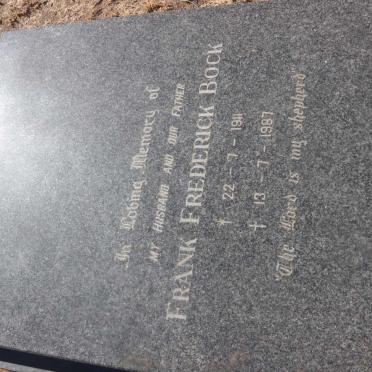 In Loving Memory of
MY HUSBAND AND OUR FATHER
FRANK FREDERICK BOCK
* 22 - 7 - 1911
† 13 - 7 - 1987
"The Lord is my shepherd"